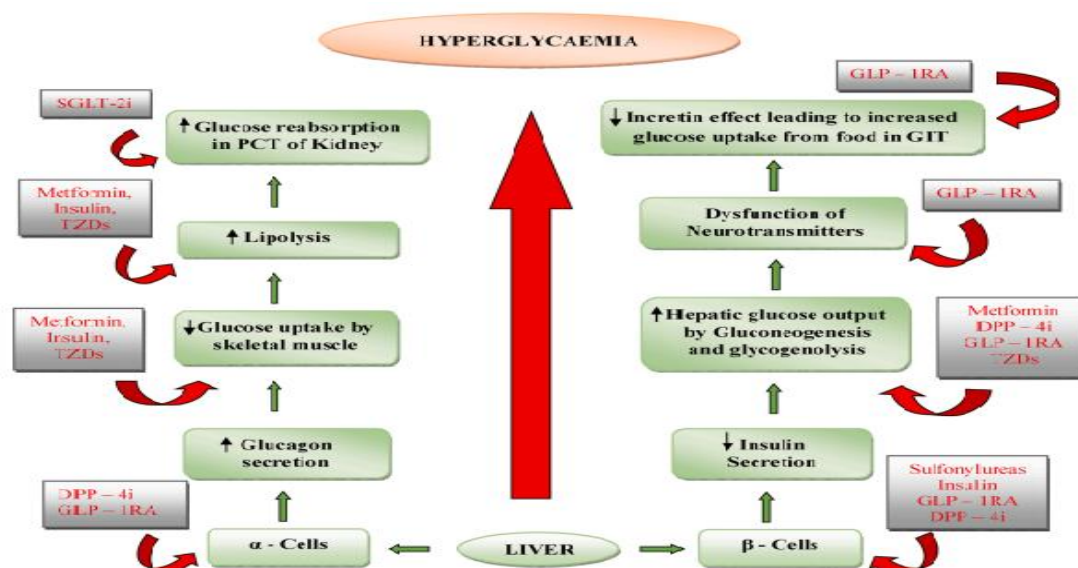 HYPERGLYCAEMIA
SGLT-2i
↑ Glucose reabsorption
in PCT of Kidney
Metformin,
Insulin,
TZDs
↑ Lipolysis
Metformin,
Insulin,
TZDs
↓ Glucose uptake by
skeletal muscle
↑ Glucagon
secretion
DPP – 4i
GLP – 1RA
α - Cells
LIVER
GLP – 1RA
↓ Incretin effect leading to increased
glucose uptake from food in GIT
GLP – 1RA
Dysfunction of
Neurotransmitters
↑ Hepatic glucose output
by Gluconeogenesis
and glycogenolysis
Metformin
DPP – 4i
GLP – 1RA
TZDs
↓ Insulin
Secretion
Sulfonylureas
Insulin
GLP – 1RA
DPP – 4i
β - Cells